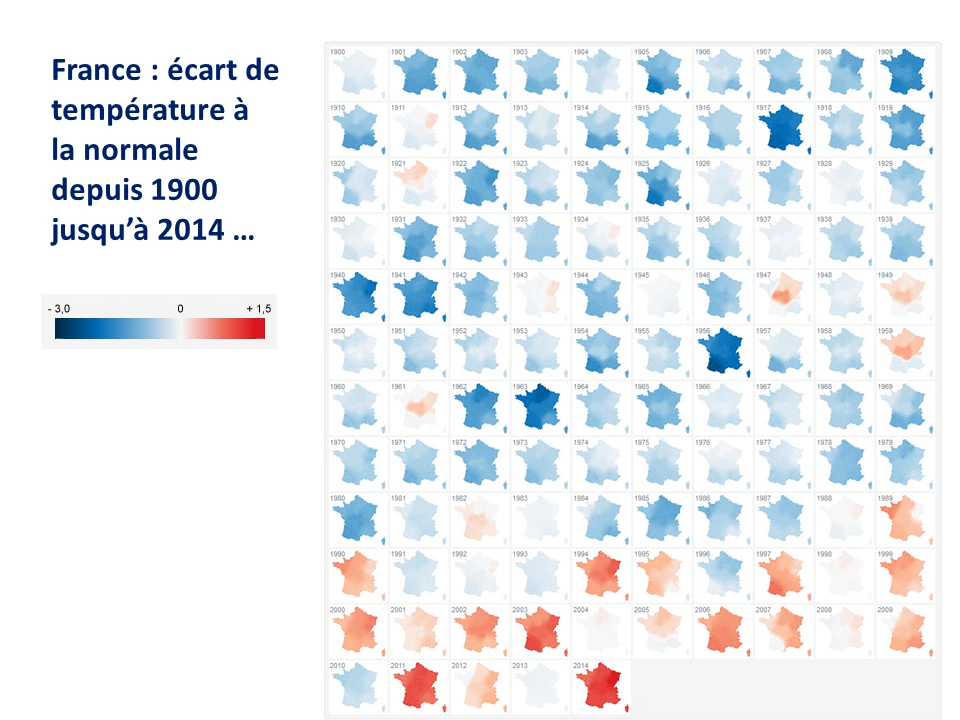 France : écart de
température à
la normale
depuis 1900
jusqu’à 2014 ...
- 3,0 0 + 1,5
1900 1901 1902 1903 1904 1905 1906 1907 1908 1909
1910 1911 1912 1913 1914 1915 1916 1917 1918 1919
1920 1921 1922 1923 1924 1925 1926 1927 1928 1929
1930 1931 1932 1933 1934 1935 1936 1937 1938 1939
1940 1941 1942 1943 1944 1945 1946 1947 1948 1949
1950 1951 1952 1953 1954 1955 1956 1957 1958 1959
1960 1961 1962 1963 1964 1965 1966 1967 1968 1969
1970 1971 1972 1973 1974 1975 1976 1977 1978 1979
1980 1981 1982 1983 1984 1985 1986 1987 1988 1989
1990 1991 1992 1993 1994 1995 1996 1997 1998 1999
2000 2001 2002 2003 2004 2005 2006 2007 2008 2009
2010 2011 2012 2013 2014